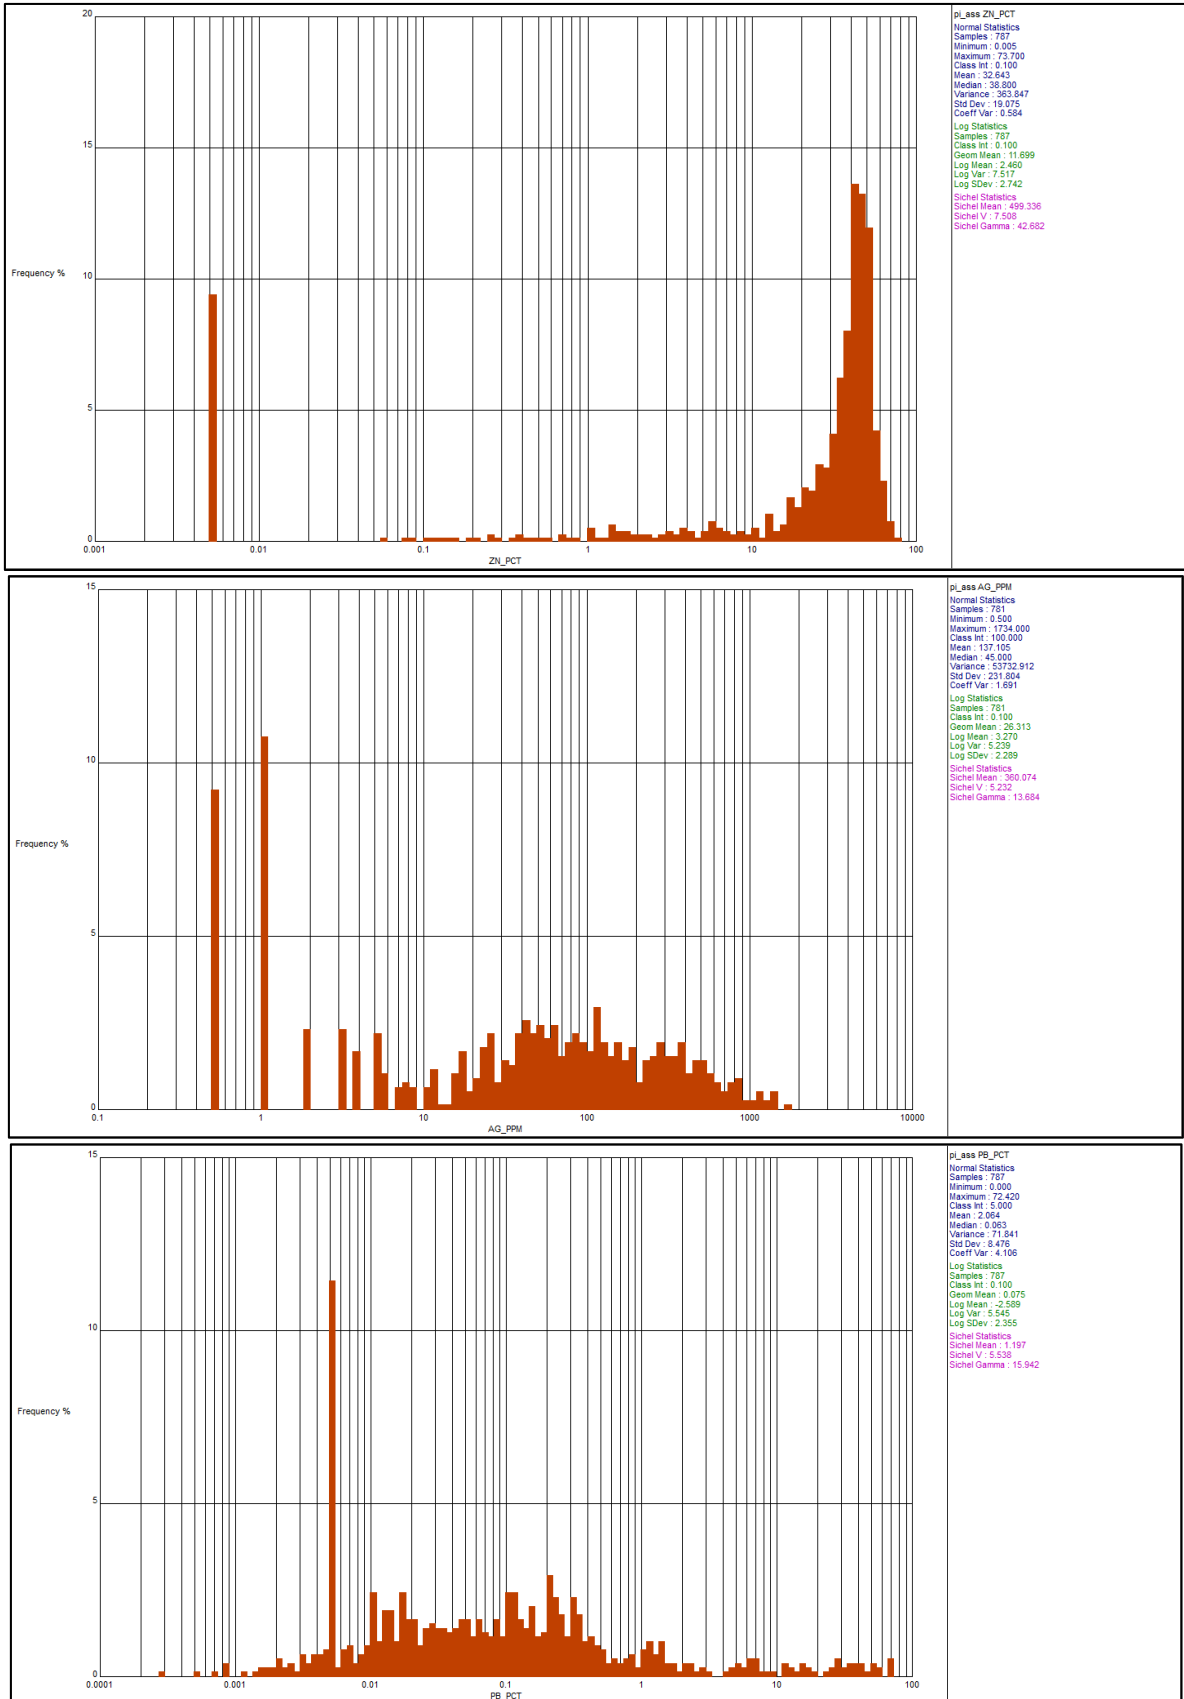 20
15
10
5
0
Frequency %
0.001
0.01
0.1
1
10
100
ZN_PCT
pi_ass ZN_PCT
Normal Statistics
Samples : 787
Minimum : 0.005
Maximum : 73.700
Class Int : 0.100
Mean : 32.643
Median : 38.800
Variance : 363.847
Std Dev : 19.075
Coeff Var : 0.584
Log Statistics
Samples : 787
Class Int : 0.100
Geom Mean : 11.699
Log Mean : 2.460
Log Var : 7.517
Log SDev : 2.742
Sichel Statistics
Sichel Mean : 499.336
Sichel V : 7.508
Sichel Gamma : 42.682
15
10
5
0
Frequency %
0.1
1
10
100
1000
10000
AG_PPM
pi_ass AG_PPM
Normal Statistics
Samples : 781
Minimum : 0.500
Maximum : 1734.000
Class Int : 100.000
Mean : 137.105
Median : 45.000
Variance : 53732.912
Std Dev : 231.804
Coeff Var : 1.691
Log Statistics
Samples : 781
Class Int : 0.100
Geom Mean : 26.313
Log Mean : 3.270
Log Var : 5.239
Log SDev : 2.289
Sichel Statistics
Sichel Mean : 360.074
Sichel V : 5.232
Sichel Gamma : 13.684
15
10
5
0
Frequency %
0.0001
0.001
0.01
0.1
1
10
100
PB_PCT
pi_ass PB_PCT
Normal Statistics
Samples : 787
Minimum : 0.000
Maximum : 72.420
Class Int : 5.000
Mean : 2.064
Median : 0.063
Variance : 71.841
Std Dev : 8.476
Coeff Var : 4.106
Log Statistics
Samples : 787
Class Int : 0.100
Geom Mean : 0.075
Log Mean : -2.589
Log Var : 5.545
Log SDev : 2.355
Sichel Statistics
Sichel Mean : 1.197
Sichel V : 5.538
Sichel Gamma : 15.942